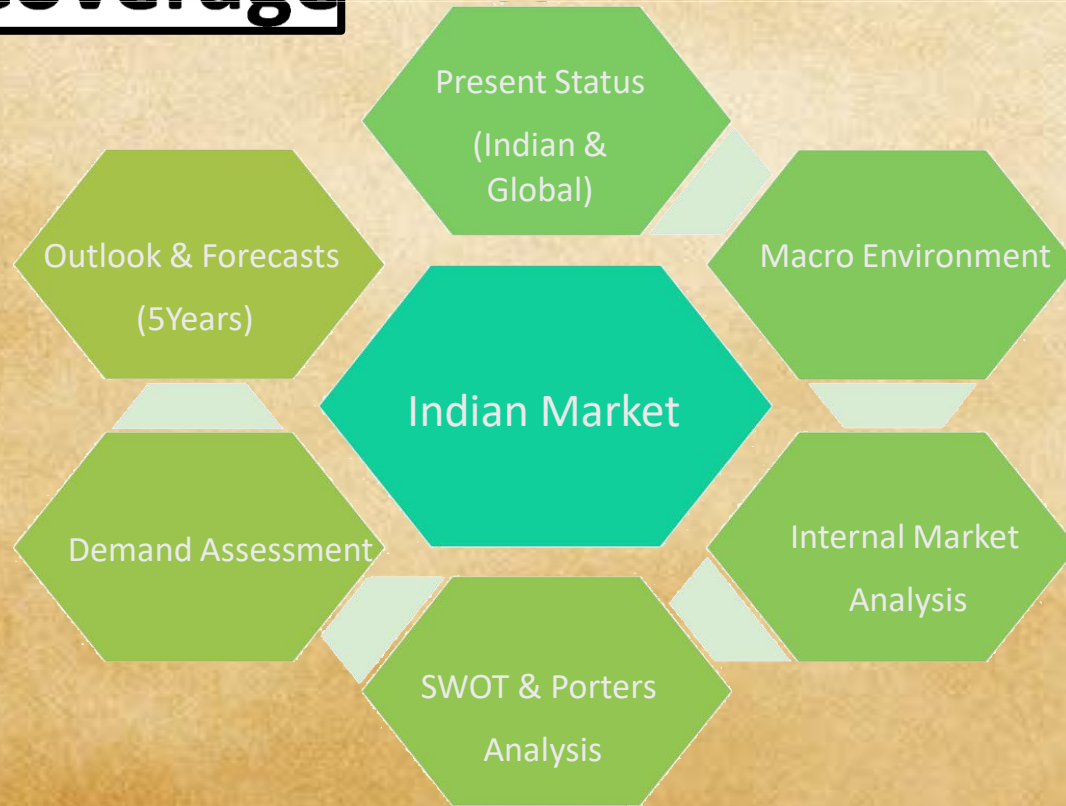 Coverage
Present Status
(Indian &
Global)
Macro Environment
Internal Market
Analysis
SWOT & Porters
Analysis
Demand Assessment
Outlook & Forecasts
(5Years)
Indian Market